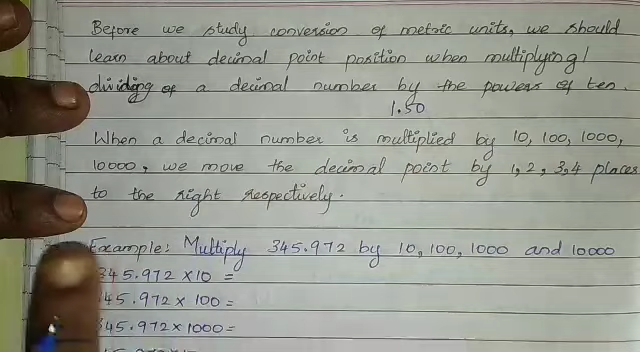 Before we study conversion of metric units, we should
learn about decimal point position when multiplying/
dividing of a decimal number by the powers of ten.
1.50
When a decimal number is multiplied by 10, 100, 1000,
10000, we move the decimal point by 1, 2, 3, 4 places
to the right respectively.
Example: Multiply 345.972 by 10, 100, 1000 and 10000
345.972 × 10 =
345.972 × 100 =
345.972 × 1000 =